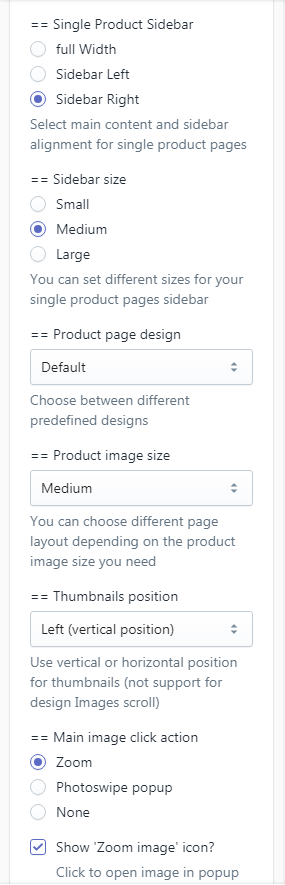 == Single Product Sidebar
full Width
Sidebar Left
Sidebar Right
Select main content and sidebar
alignment for single product pages
== Sidebar size
Small
Medium
Large
You can set different sizes for your
single product pages sidebar
== Product page design
Default
Choose between different
predefined designs
== Product image size
Medium
You can choose different page
layout depending on the product
image size you need
== Thumbnails position
Left (vertical position)
Use vertical or horizontal position
for thumbnails (not support for
design Images scroll)
== Main image click action
Zoom
Photoswipe popup
None
Show 'Zoom image' icon?
Click to open image in popup